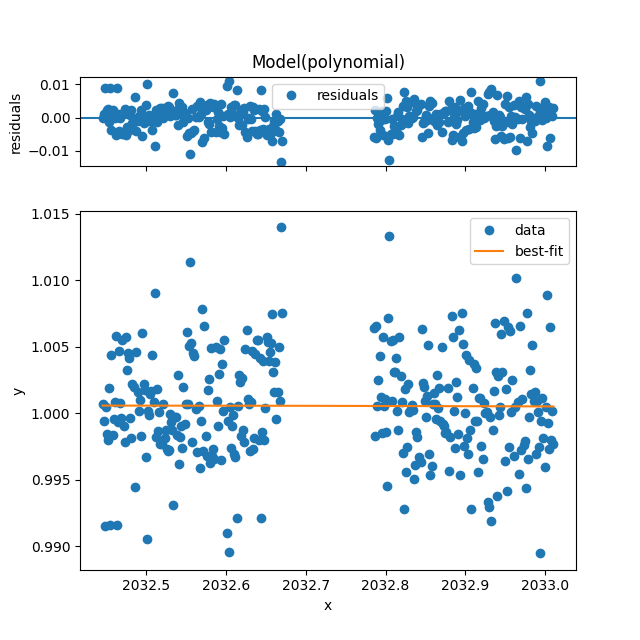 Model(polynomial)
residuals
0.01
0.00
−0.01
residuals
y
1.015
1.010
1.005
1.000
0.995
0.990
data
best-fit
2032.5
2032.6
2032.7
2032.8
2032.9
2033.0
x